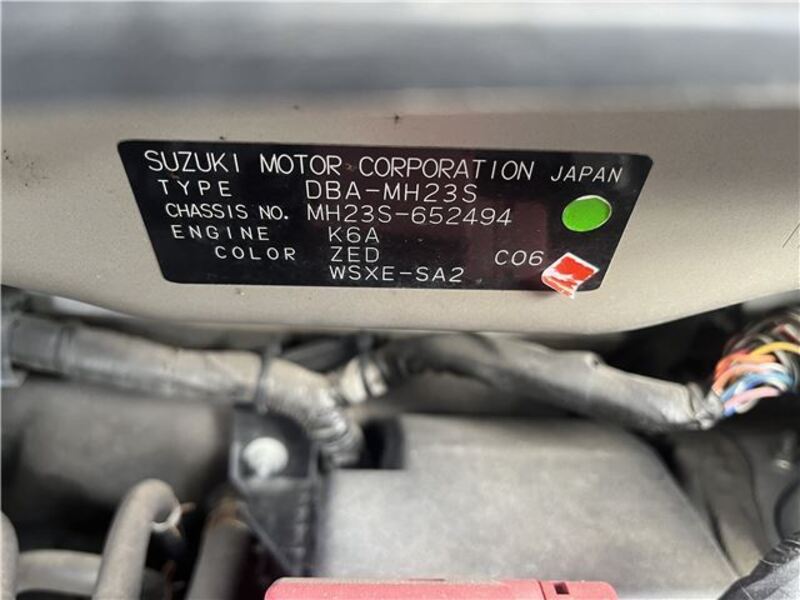 SUZUKI MOTOR CORPORATION JAPAN
TYPE DBA-MH23S
CHASSIS NO. MH23S-652494
ENGINE K6A
COLOR ZED C06
WSXE-SA2